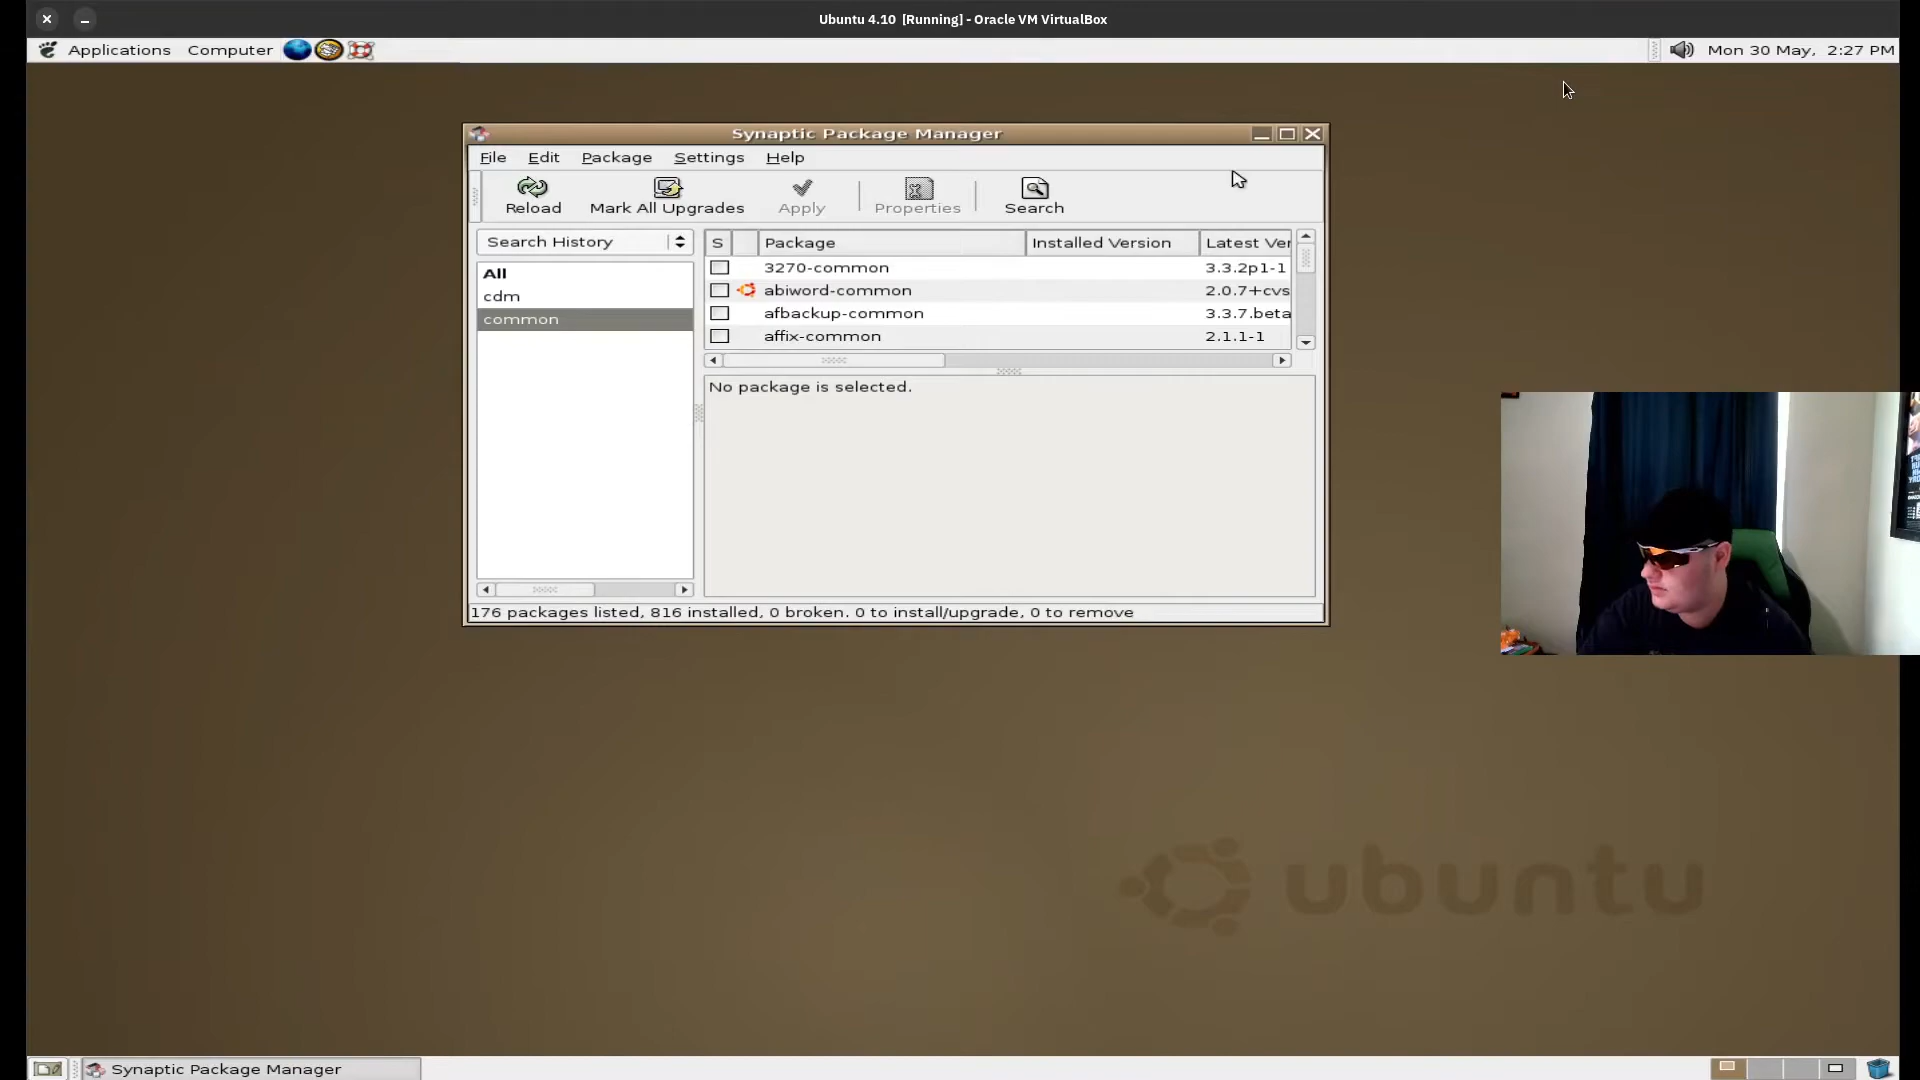 Ubuntu 4.10 [Running] - Oracle VM VirtualBox
Applications Computer Mon 30 May, 2:27 PM
Synaptic Package Manager
File Edit Package Settings Help
Reload Mark All Upgrades Apply Properties Search
Search History S Package Installed Version Latest Ver
All
cdm
common
3270-common 3.3.2p1-1
abiword-common 2.0.7+cvs
afbackup-common 3.3.7.beta
affix-common 2.1.1-1
No package is selected.
176 packages listed, 816 installed, 0 broken. 0 to install/upgrade, 0 to remove
ubuntu
Synaptic Package Manager